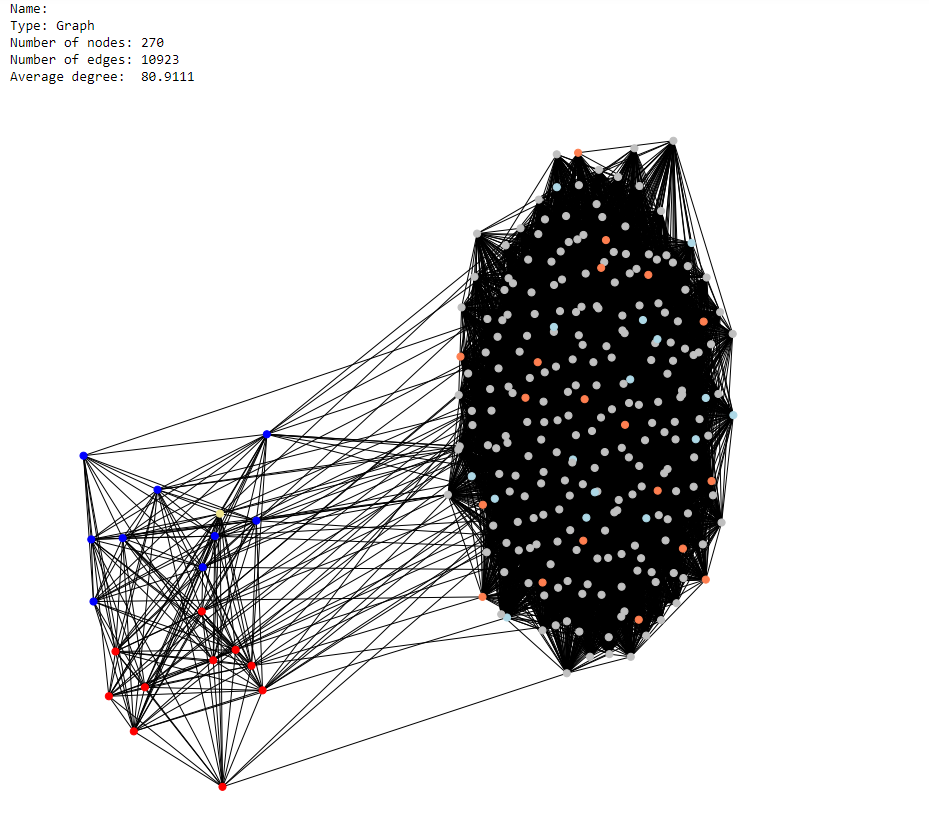 Name:
Type: Graph
Number of nodes: 270
Number of edges: 10923
Average degree:  80.9111